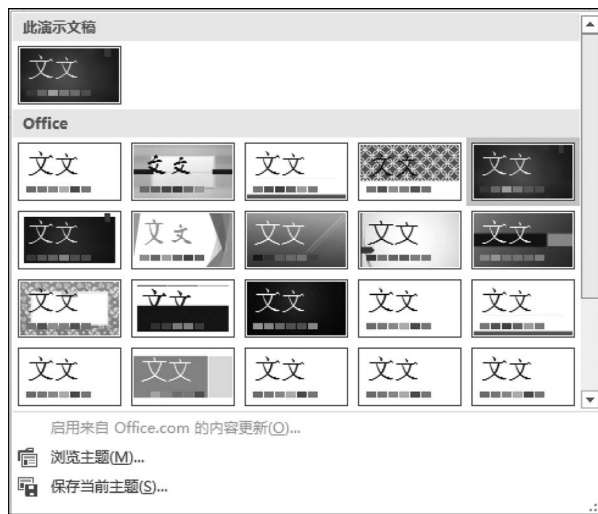 此演示文稿
文文
Office
文文 文文 文文 文文 文文
文文 文文 文文 文文 文文
文文 文文 文文 文文 文文
文文 文文 文文 文文 文文
启用来自 Office.com 的内容更新(O)...
浏览主题(M)...
保存当前主题(S)...